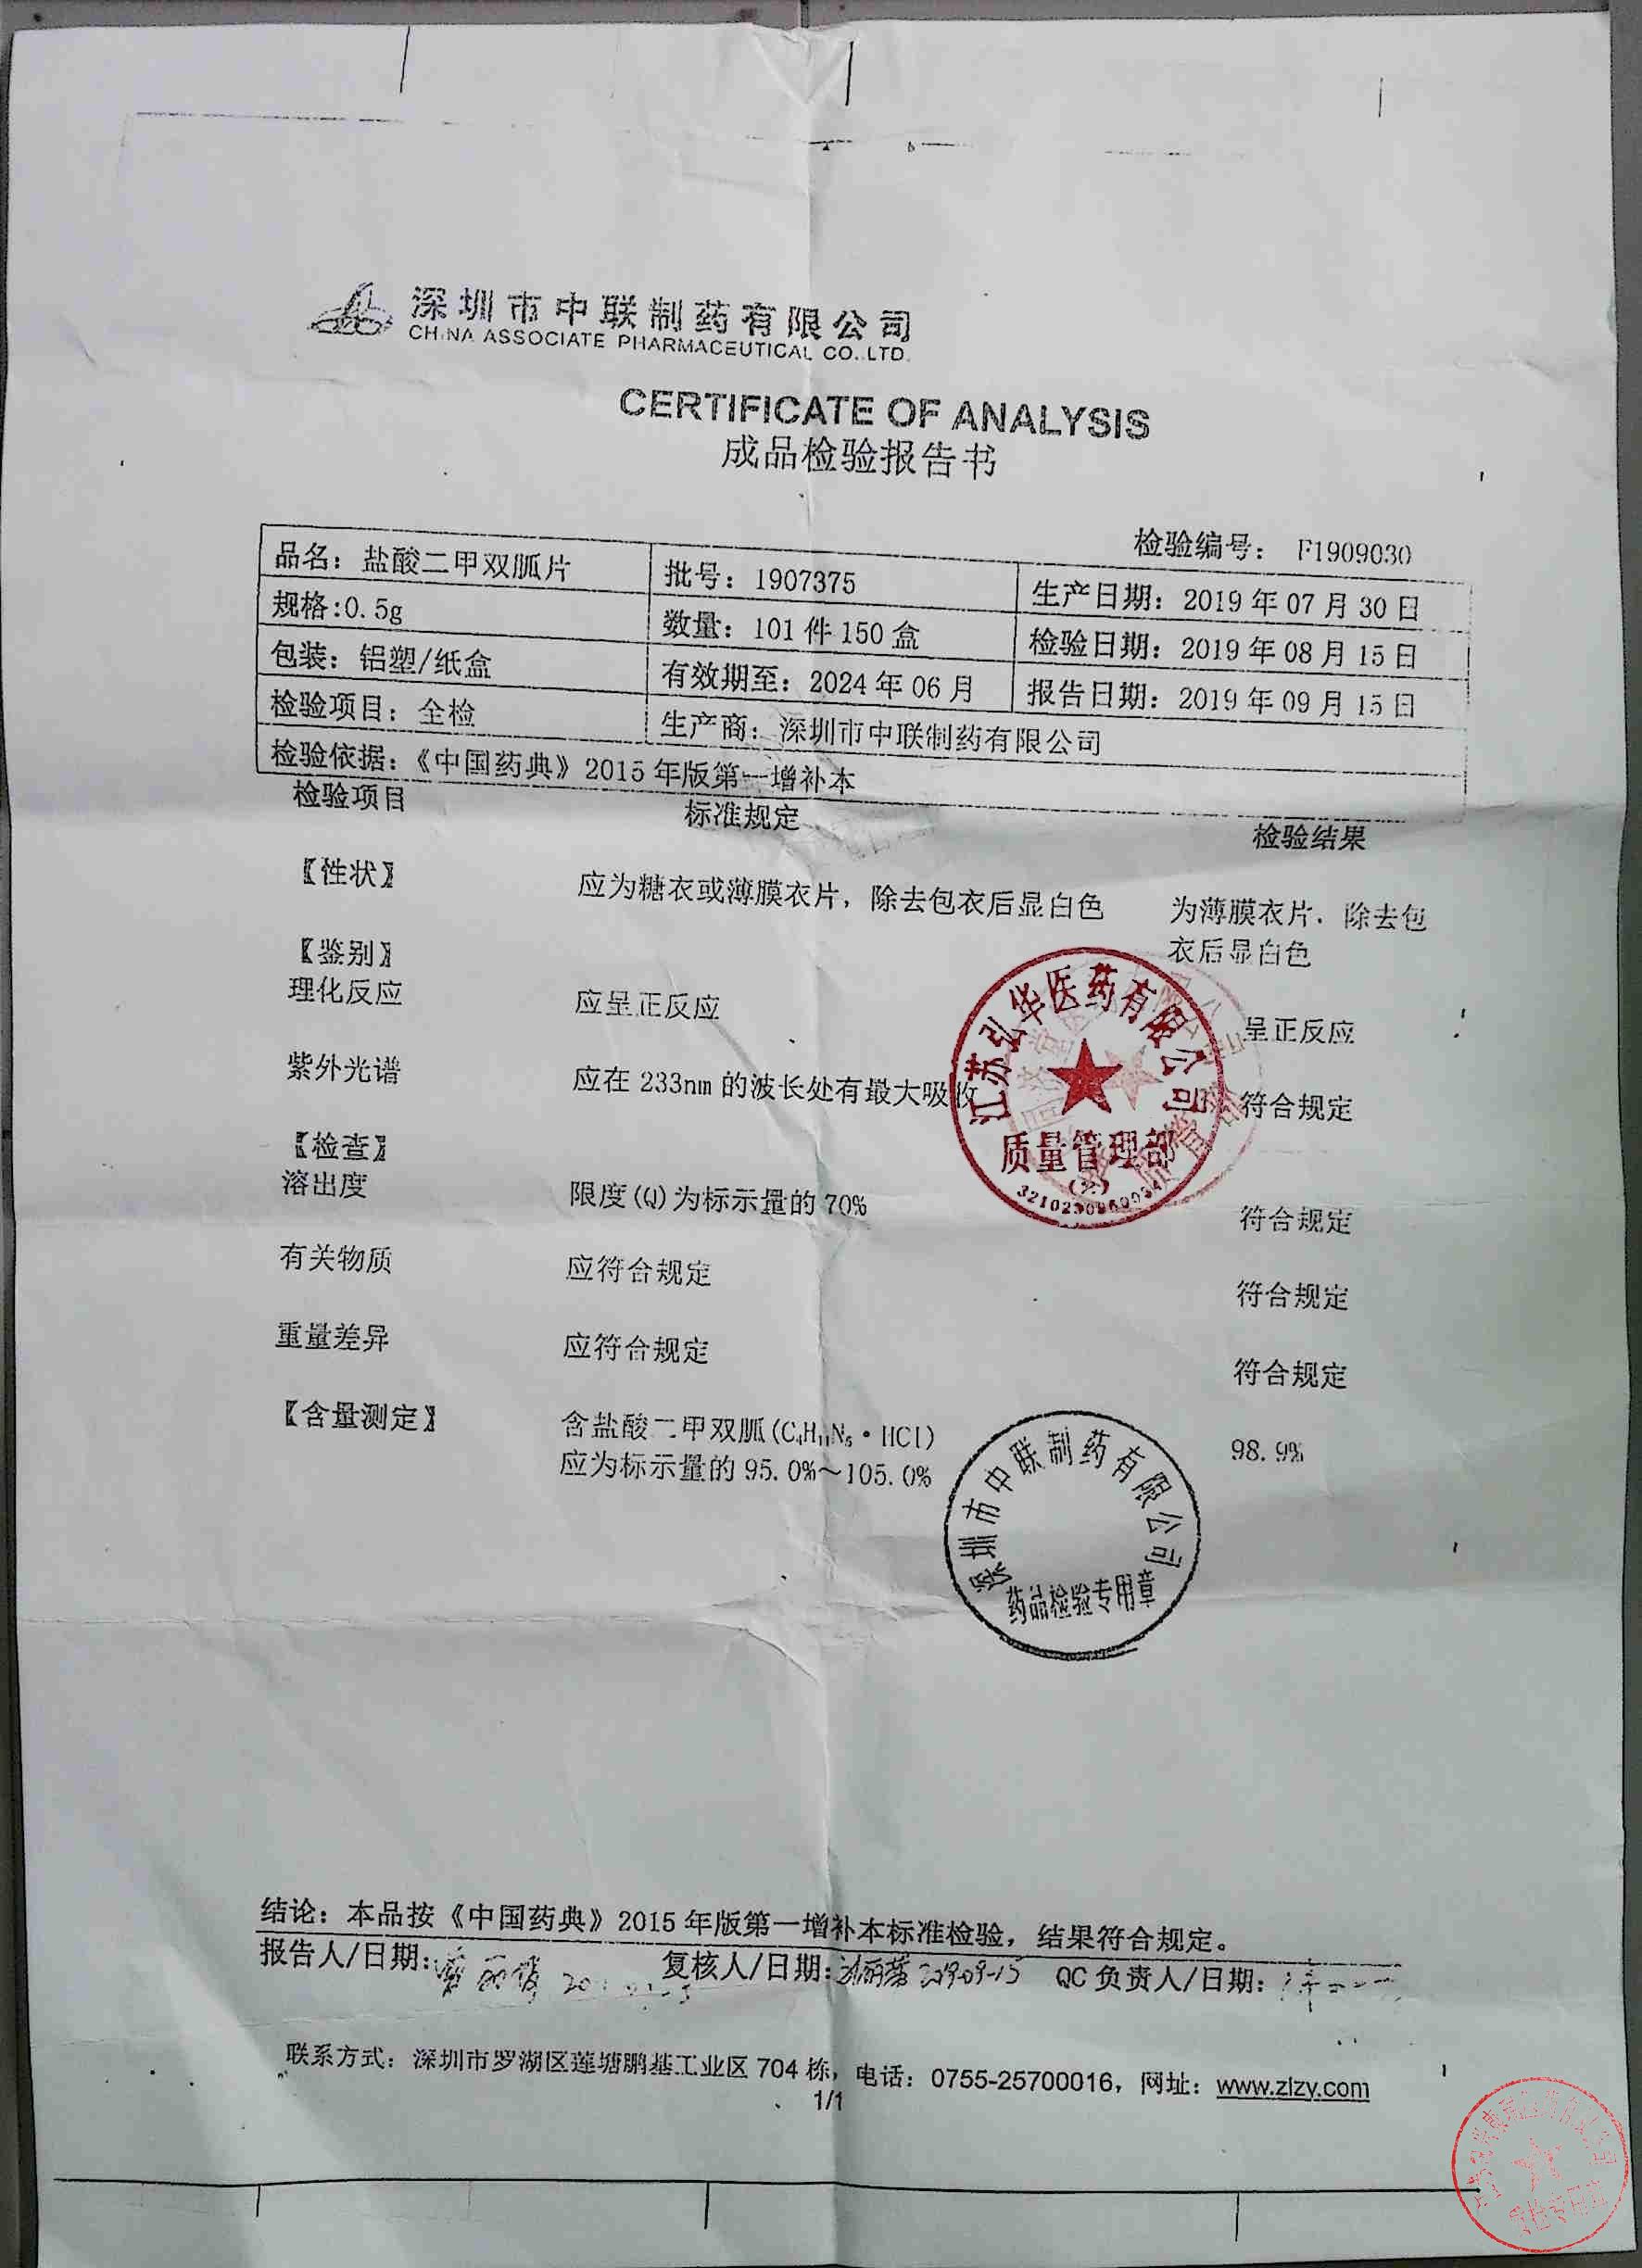 深圳市中联制药有限公司
CHINA ASSOCIATE PHARMACEUTICAL CO.,LTD.
CERTIFICATE OF ANALYSIS
成品检验报告书
检验编号： F1909030
品名：盐酸二甲双胍片 批号：1907375 生产日期：2019年07月30日
规格:0.5g 数量：101件150盒 检验日期：2019年08月15日
包装：铝塑/纸盒 有效期至：2024年06月 报告日期：2019年09月15日
检验项目：全检 生产商：深圳市中联制药有限公司
检验依据：《中国药典》2015年版第一增补本
检验项目 标准规定 检验结果
【性状】 应为糖衣或薄膜衣片，除去包衣后显白色 为薄膜衣片．除去包
衣后显白色
【鉴别】
理化反应 应呈正反应 呈正反应
紫外光谱 应在233nm的波长处有最大吸收 符合规定
【检查】
溶出度 限度(Q)为标示量的70% 符合规定
有关物质 应符合规定 符合规定
重量差异 应符合规定 符合规定
【含量测定】 含盐酸二甲双胍(C₄H₁₁N₅·HCl) 98.9%
应为标示量的95.0%～105.0%
江苏弘华医药有限公司
质量管理部
深圳市中联制药有限公司
药品检验专用章
结论：本品按《中国药典》2015年版第一增补本标准检验，结果符合规定。
报告人/日期: 复核人/日期: 2019-09-15 QC负责人/日期:
联系方式：深圳市罗湖区莲塘鹏基工业区704栋，电话：0755-25700016，网址：www.zlzy.com
1/1
质检专用章